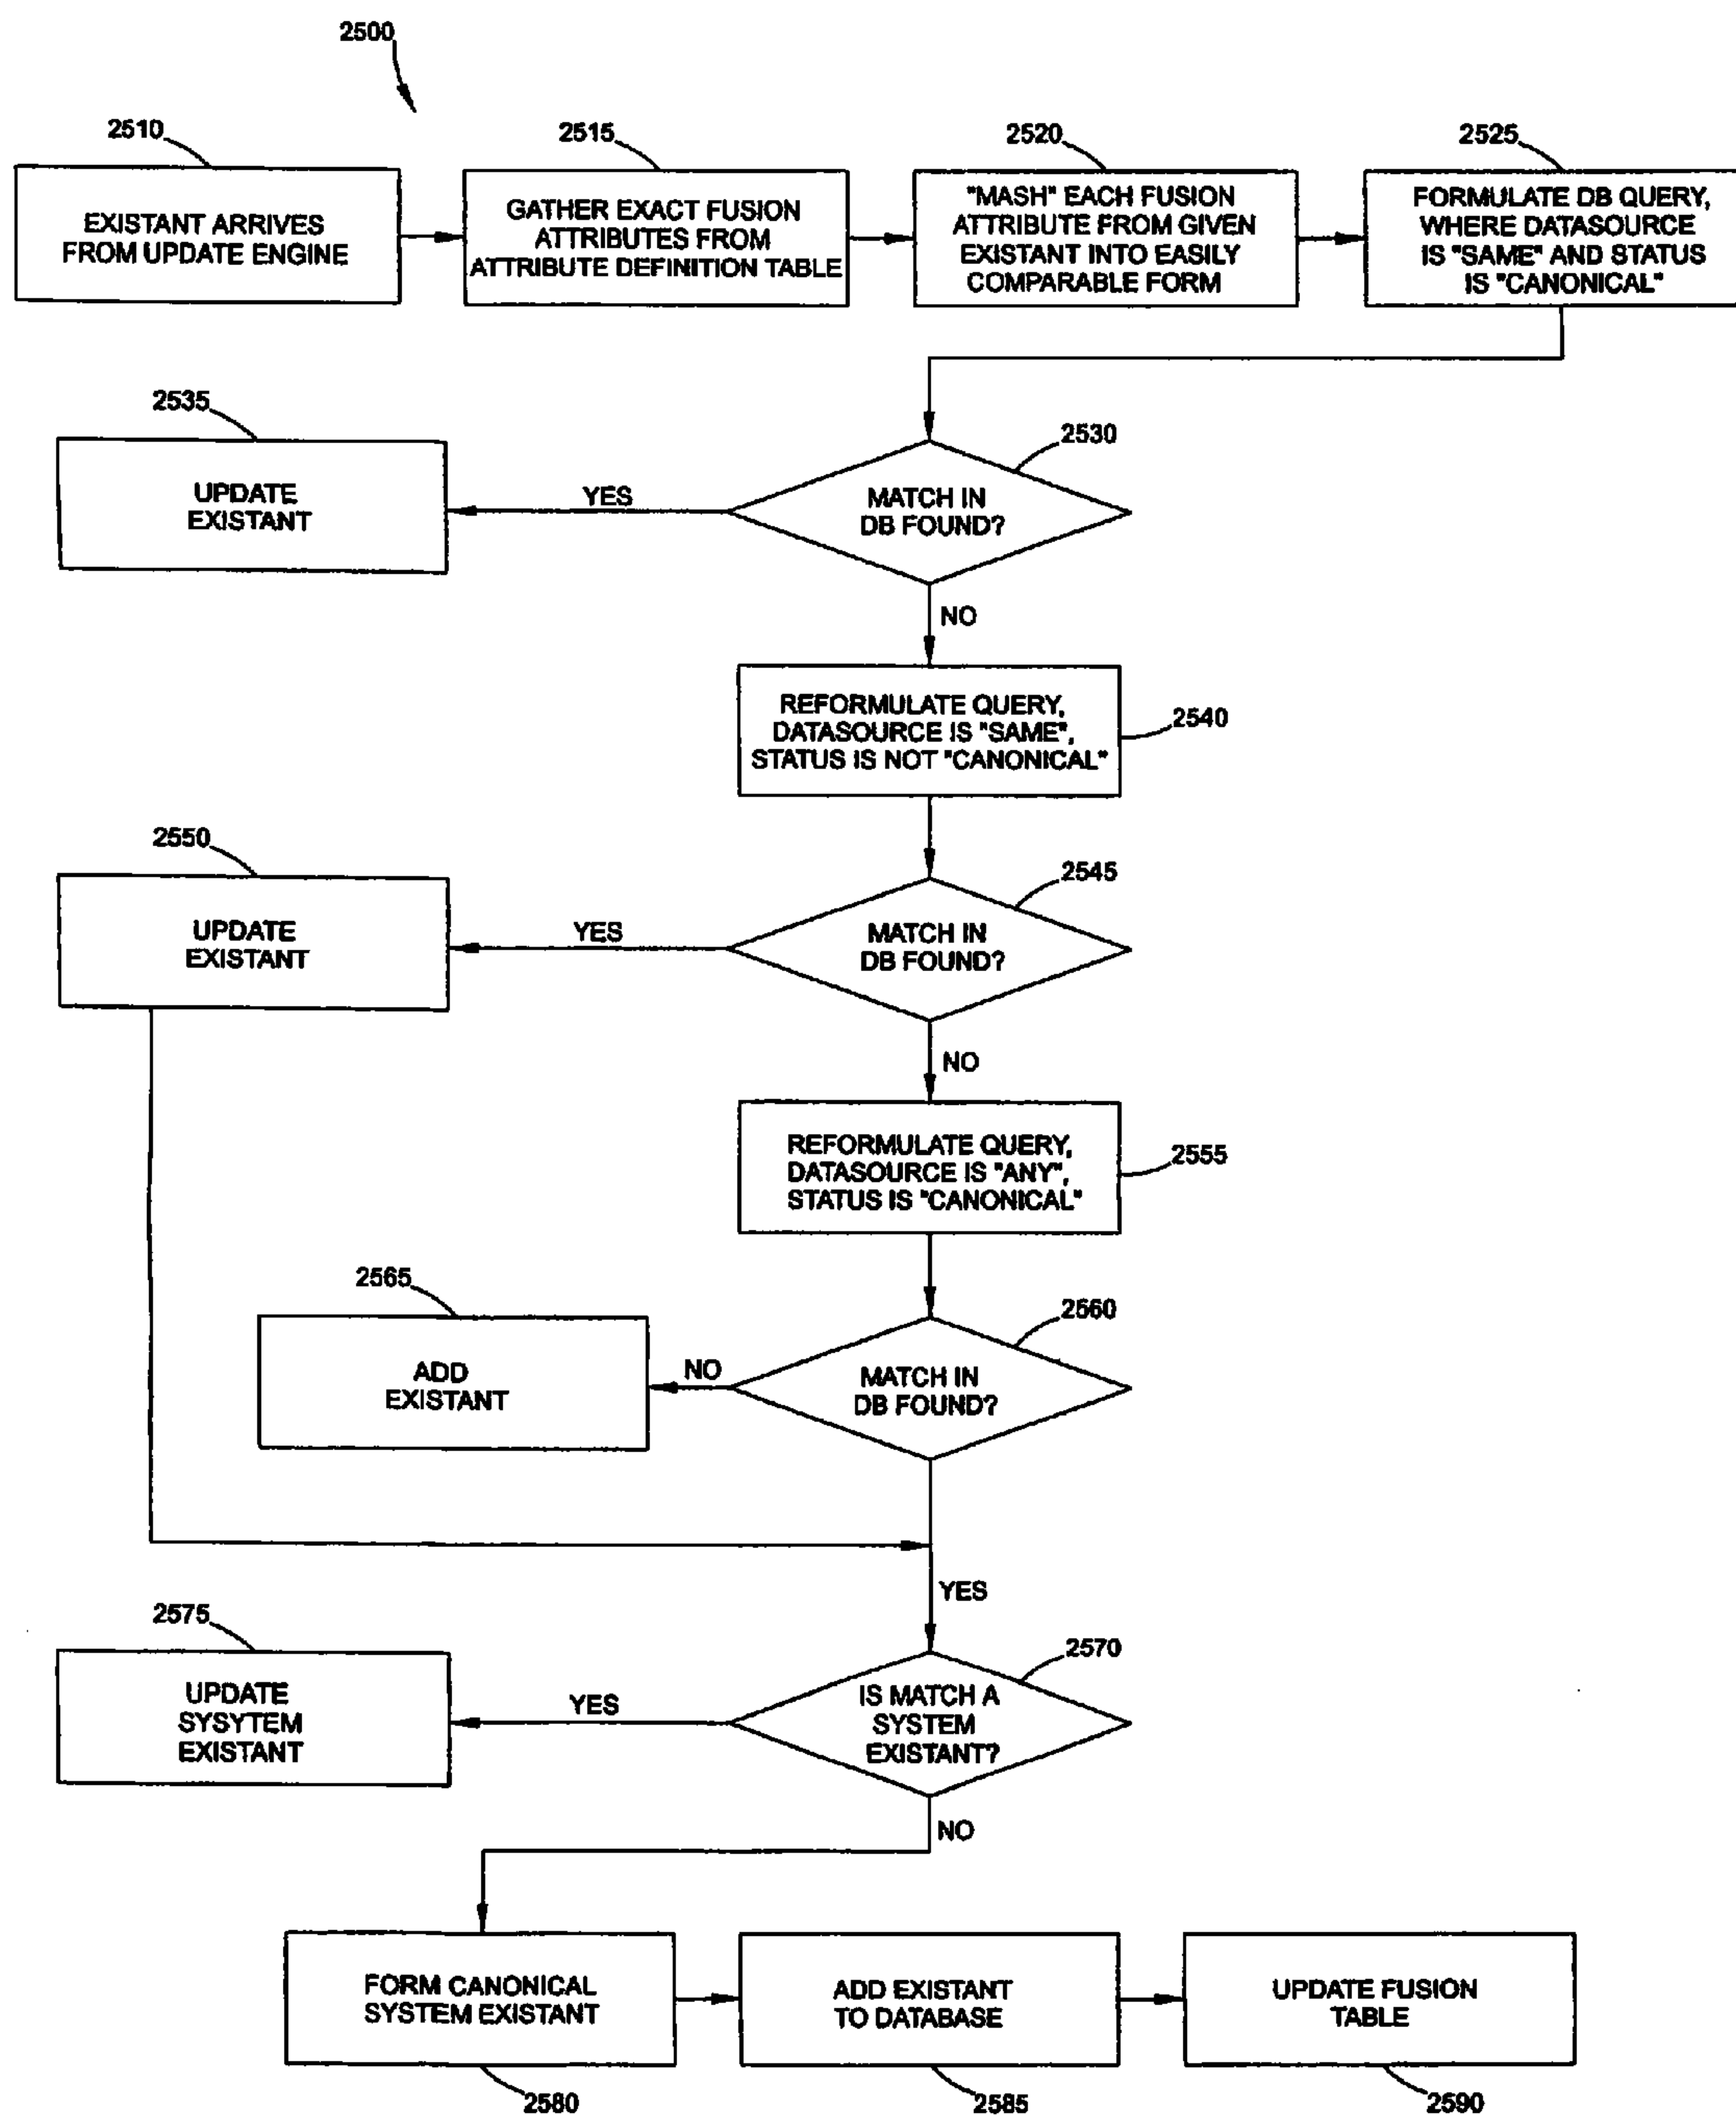 2500
2510
2515
2520
2525
EXISTANT ARRIVES
FROM UPDATE ENGINE
GATHER EXACT FUSION
ATTRIBUTES FROM
ATTRIBUTE DEFINITION TABLE
"MASH" EACH FUSION
ATTRIBUTE FROM GIVEN
EXISTANT INTO EASILY
COMPARABLE FORM
FORMULATE DB QUERY,
WHERE DATASOURCE
IS "SAME" AND STATUS
IS "CANONICAL"
2535
2530
UPDATE
EXISTANT
YES
MATCH IN
DB FOUND?
NO
REFORMULATE QUERY,
DATASOURCE IS "SAME",
STATUS IS NOT "CANONICAL"
2540
2550
2545
UPDATE
EXISTANT
YES
MATCH IN
DB FOUND?
NO
REFORMULATE QUERY,
DATASOURCE IS "ANY",
STATUS IS "CANONICAL"
2555
2565
2560
ADD
EXISTANT
NO
MATCH IN
DB FOUND?
YES
2575
2570
UPDATE
SYSYTEM
EXISTANT
YES
IS MATCH A
SYSTEM
EXISTANT?
NO
FORM CANONICAL
SYSTEM EXISTANT
ADD EXISTANT
TO DATABASE
UPDATE FUSION
TABLE
2580
2585
2590